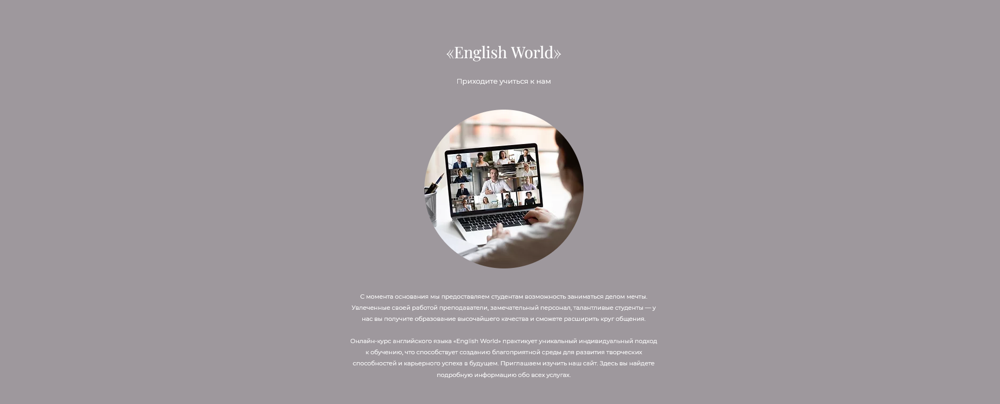 «English World»
Приходите учиться к нам
С момента основания мы предоставляем студентам возможность заниматься делом мечты.
Увлеченные своей работой преподаватели, замечательный персонал, талантливые студенты — у
нас вы получите образование высочайшего качества и сможете расширить круг общения.
Онлайн-курс английского языка «English World» практикует уникальный индивидуальный подход
к обучению, что способствует созданию благоприятной среды для развития творческих
способностей и карьерного успеха в будущем. Приглашаем изучить наш сайт. Здесь вы найдете
подробную информацию обо всех услугах.